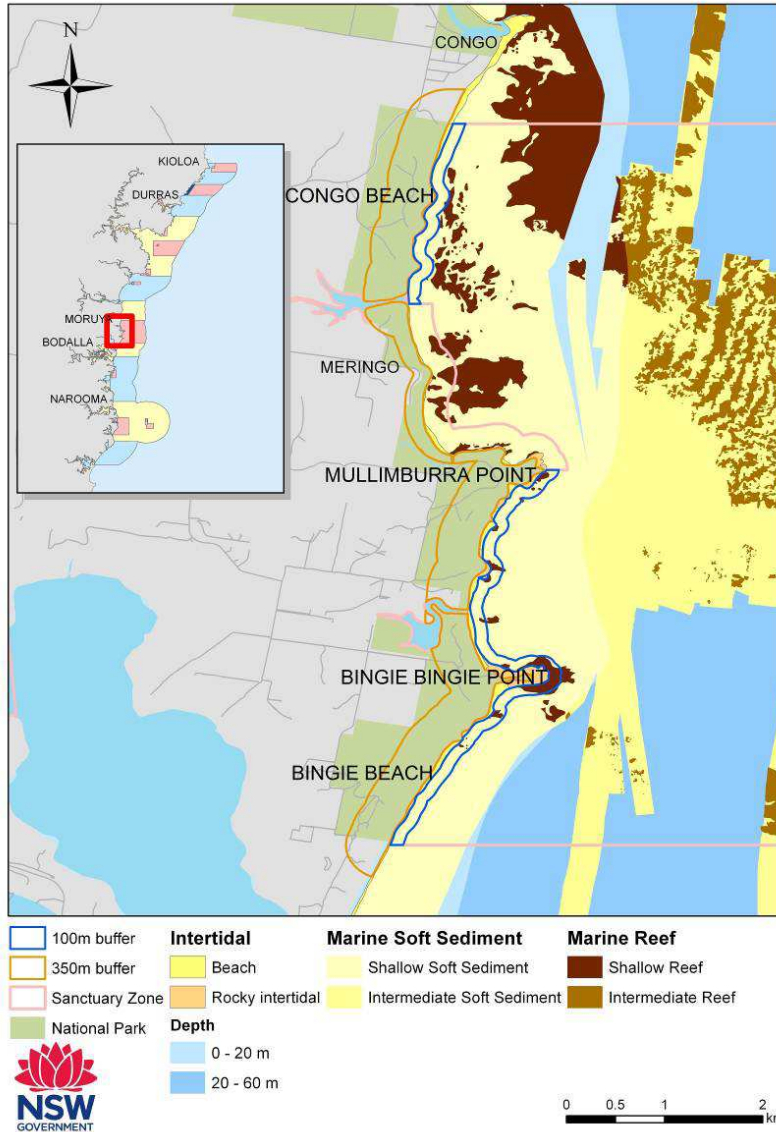 N
CONGO
KIOLOA
DURRAS
CONGO BEACH
MORUYA
BODALLA
MERINGO
NAROOMA
MULLIMBURRA POINT
BINGIE BINGIE POINT
BINGIE BEACH
100m buffer
350m buffer
Sanctuary Zone
National Park
Intertidal
Beach
Rocky intertidal
Depth
0 - 20 m
20 - 60 m
Marine Soft Sediment
Shallow Soft Sediment
Intermediate Soft Sediment
Marine Reef
Shallow Reef
Intermediate Reef
NSW
GOVERNMENT
0 0.5 1 2
km